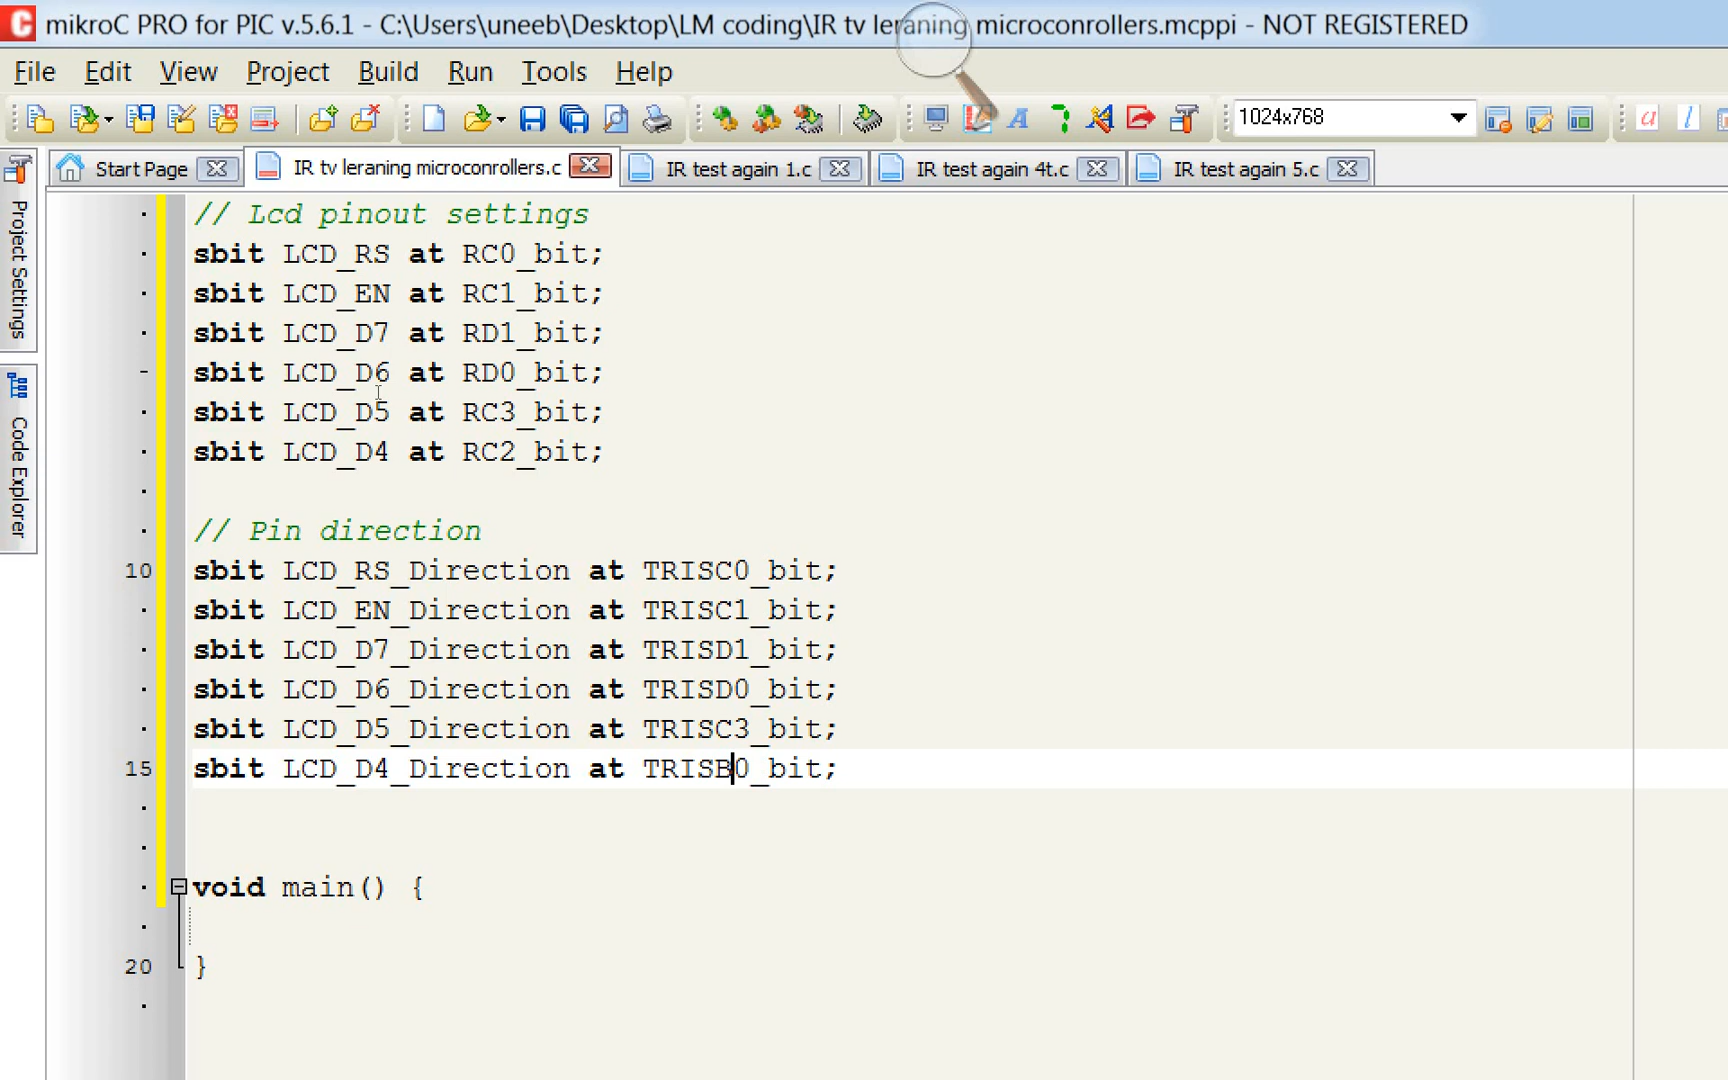 mikroC PRO for PIC v.5.6.1 - C:\Users\uneeb\Desktop\LM coding\IR tv leraning microconrollers.mcppi - NOT REGISTERED
File Edit View Project Build Run Tools Help
1024x768
Start Page IR tv leraning microconrollers.c IR test again 1.c IR test again 4t.c IR test again 5.c
Project Settings
Code Explorer
// Lcd pinout settings
sbit LCD_RS at RC0_bit;
sbit LCD_EN at RC1_bit;
sbit LCD_D7 at RD1_bit;
sbit LCD_D6 at RD0_bit;
sbit LCD_D5 at RC3_bit;
sbit LCD_D4 at RC2_bit;
// Pin direction
10 sbit LCD_RS_Direction at TRISC0_bit;
sbit LCD_EN_Direction at TRISC1_bit;
sbit LCD_D7_Direction at TRISD1_bit;
sbit LCD_D6_Direction at TRISD0_bit;
sbit LCD_D5_Direction at TRISC3_bit;
15 sbit LCD_D4_Direction at TRISB0_bit;
void main() {
20 }